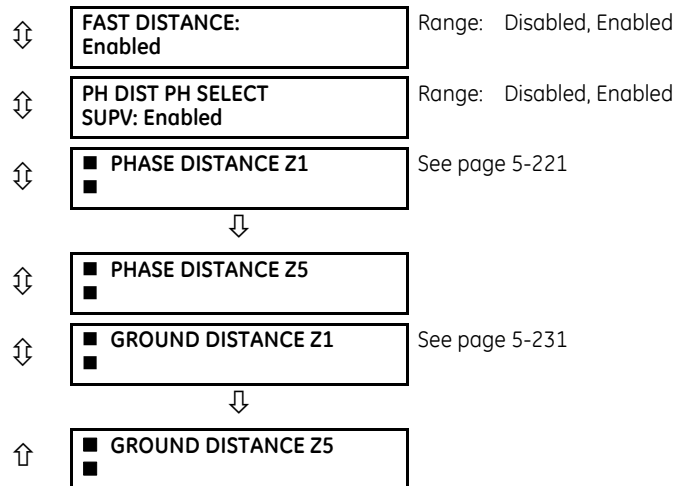 FAST DISTANCE:
Enabled
Range: Disabled, Enabled
PH DIST PH SELECT
SUPV: Enabled
Range: Disabled, Enabled
■ PHASE DISTANCE Z1
■
See page 5-221
■ PHASE DISTANCE Z5
■
■ GROUND DISTANCE Z1
■
See page 5-231
■ GROUND DISTANCE Z5
■